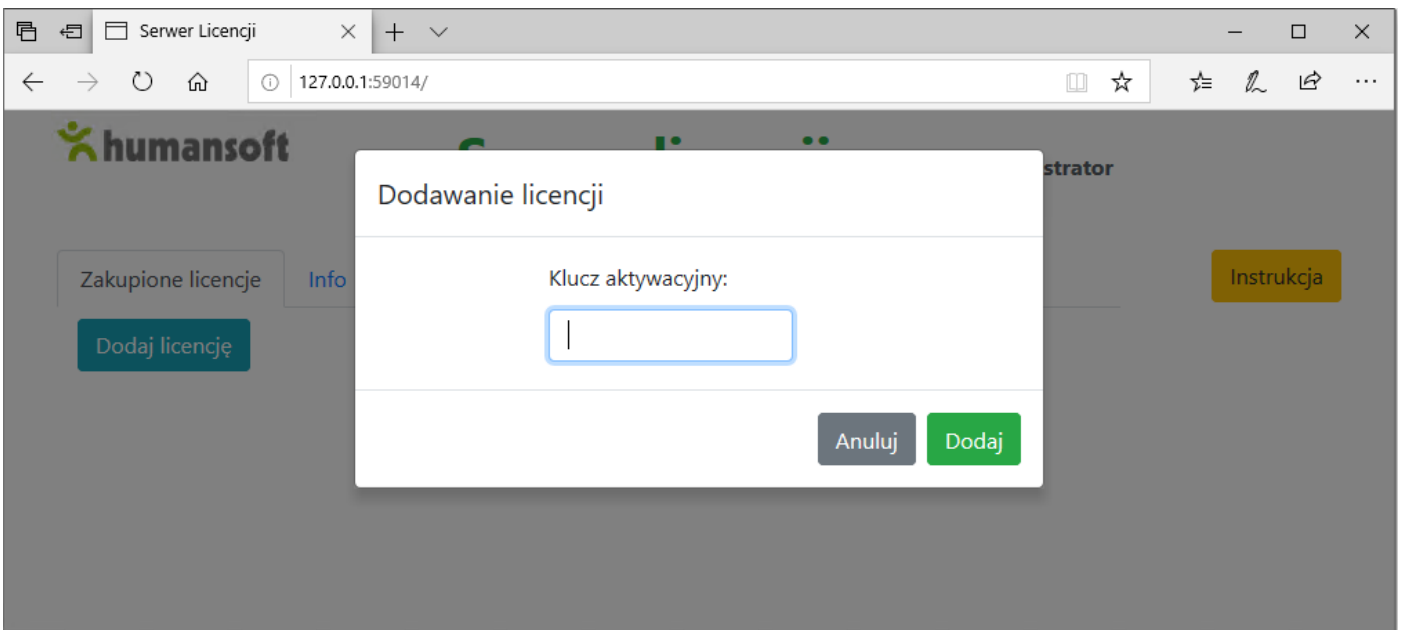 Serwer Licencji
127.0.0.1:59014/
humansoft
Dodawanie licencji
Zakupione licencje
Info
Instrukcja
Klucz aktywacyjny:
Dodaj licencję
Anuluj
Dodaj